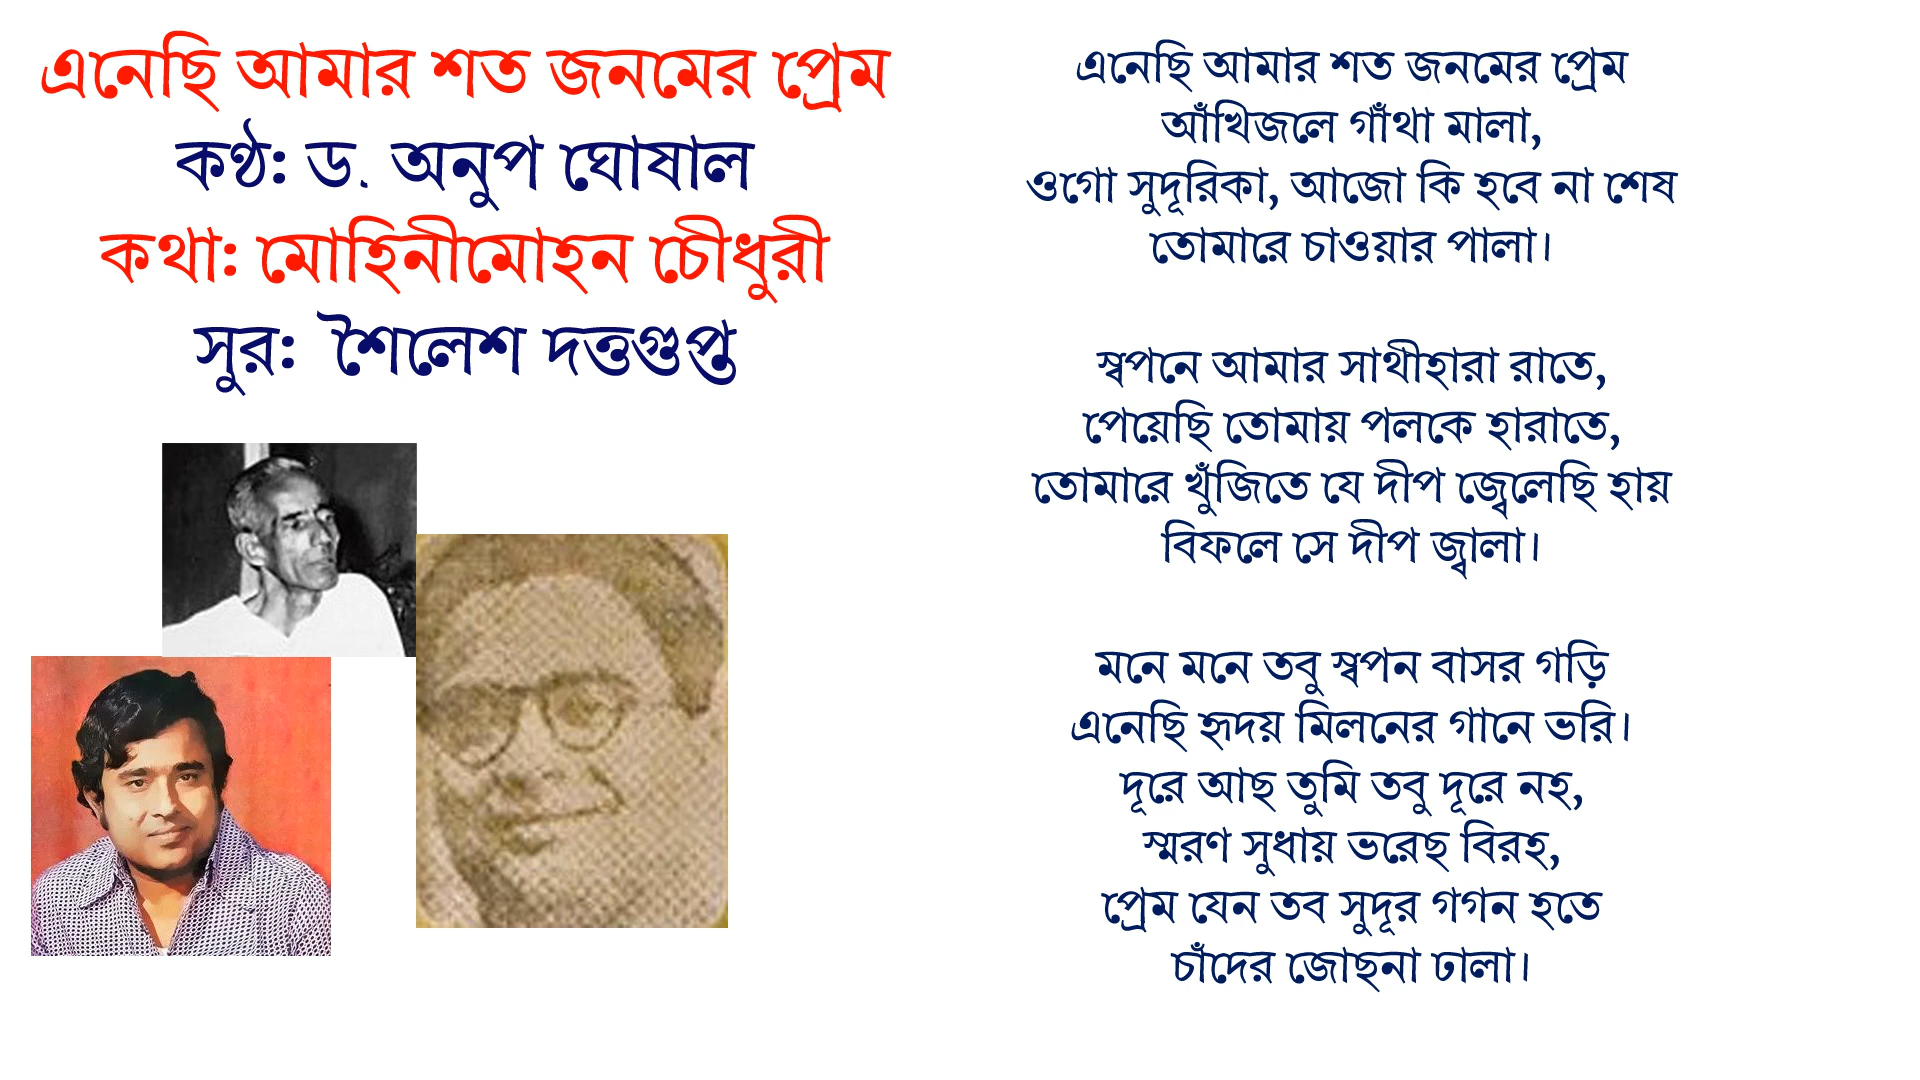 এনেছি আমার শত জনমের প্রেম
কণ্ঠ: ড. অনুপ ঘোষাল
কথা: মোহিনীমোহন চৌধুরী
সুর: শৈলেশ দত্তগুপ্ত
এনেছি আমার শত জনমের প্রেম
আঁখিজলে গাঁথা মালা,
ওগো সুদূরিকা, আজো কি হবে না শেষ
তোমারে চাওয়ার পালা।
স্বপনে আমার সাথীহারা রাতে,
পেয়েছি তোমায় পলকে হারাতে,
তোমারে খুঁজিতে যে দীপ জ্বেলেছি হায়
বিফলে সে দীপ জ্বালা।
মনে মনে তবু স্বপন বাসর গড়ি
এনেছি হৃদয় মিলনের গানে ভরি।
দূরে আছ তুমি তবু দূরে নহ,
স্মরণ সুধায় ভরেছ বিরহ,
প্রেম যেন তব সুদূর গগন হতে
চাঁদের জোছনা ঢালা।